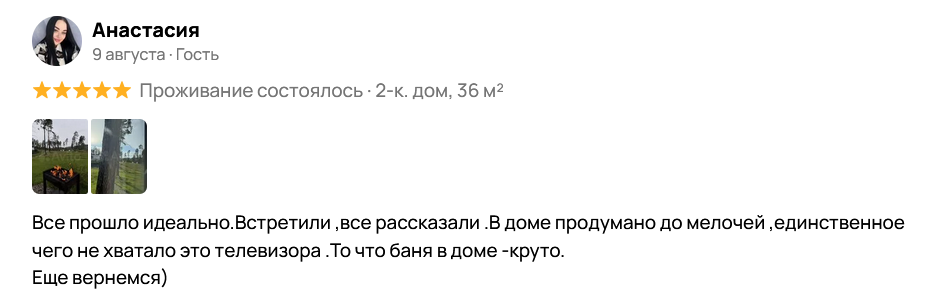 Анастасия
9 августа · Гость
Проживание состоялось · 2-к. дом, 36 м²
Все прошло идеально.Встретили ,все рассказали .В доме продумано до мелочей ,единственное
чего не хватало это телевизора .То что баня в доме -круто.
Еще вернемся)